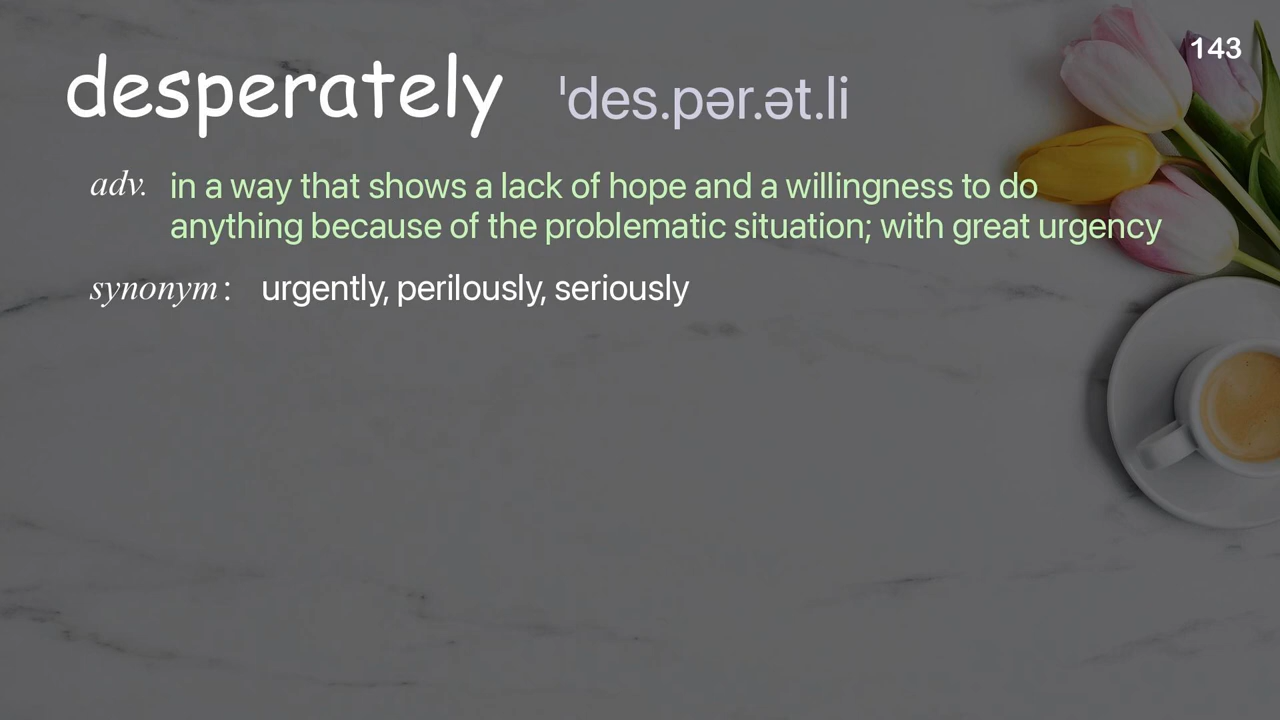 143
desperately ˈdes.pər.ət.li
adv. in a way that shows a lack of hope and a willingness to do
anything because of the problematic situation; with great urgency
synonym : urgently, perilously, seriously